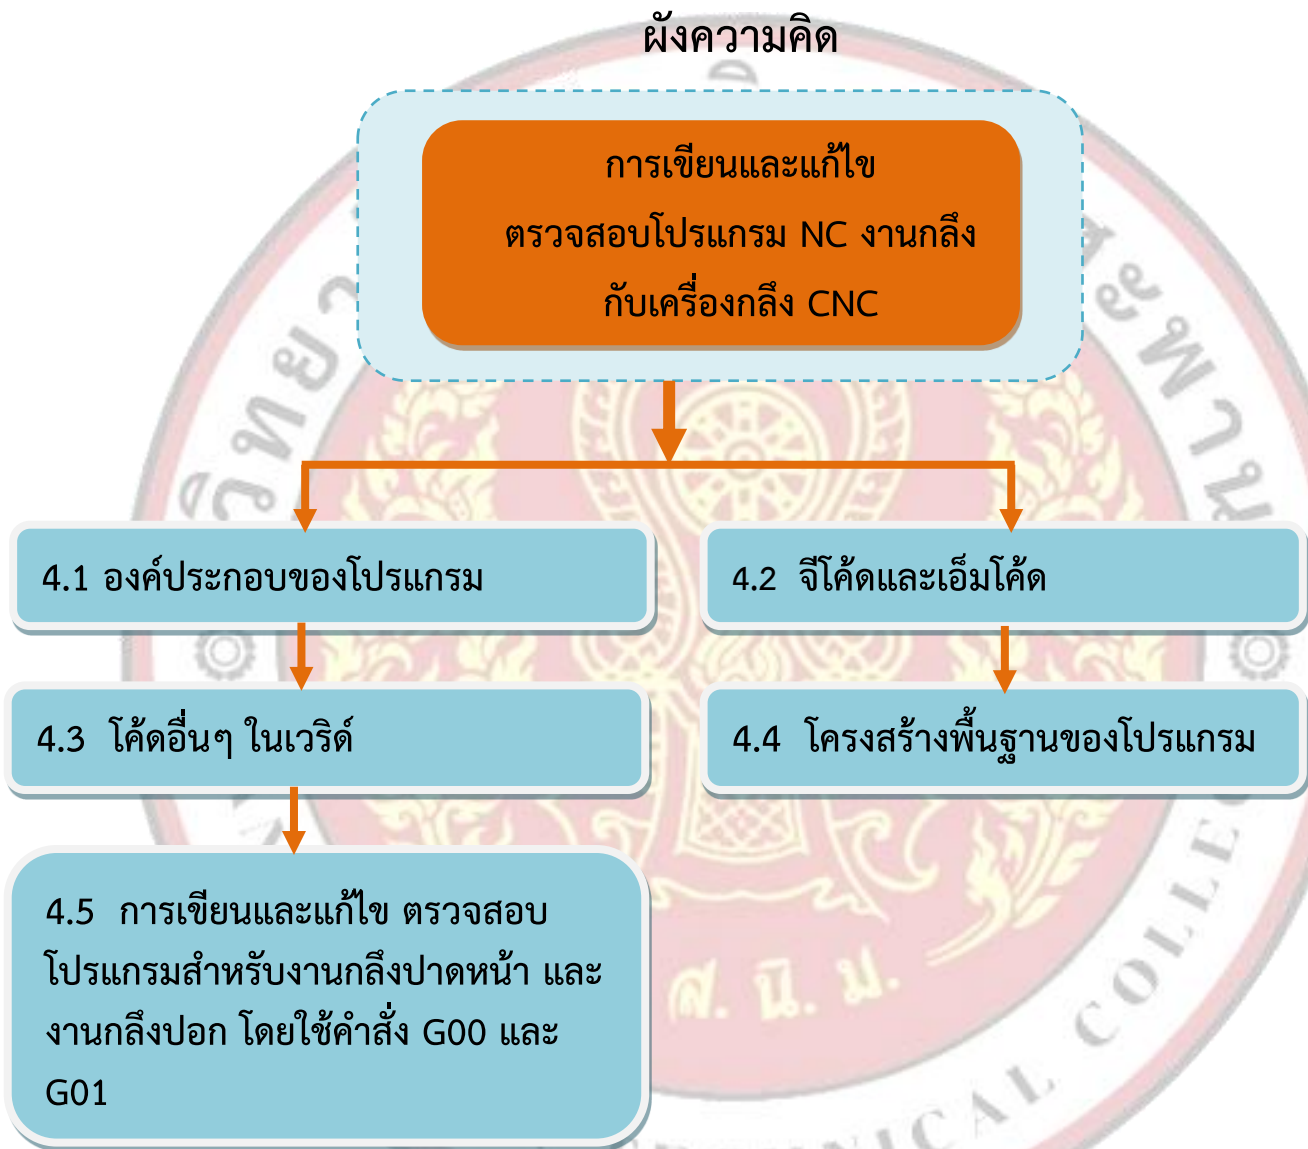 ผังความคิด
การเขียนและแก้ไข
ตรวจสอบโปรแกรม NC งานกลึง
กับเครื่องกลึง CNC
4.1 องค์ประกอบของโปรแกรม
4.2 จีโค้ดและเอ็มโค้ด
4.3 โค้ดอื่นๆ ในเวริด์
4.4 โครงสร้างพื้นฐานของโปรแกรม
4.5 การเขียนและแก้ไข ตรวจสอบ
โปรแกรมสำหรับงานกลึงปาดหน้า และ
งานกลึงปอก โดยใช้คำสั่ง G00 และ
G01
ส. นิ. ม.